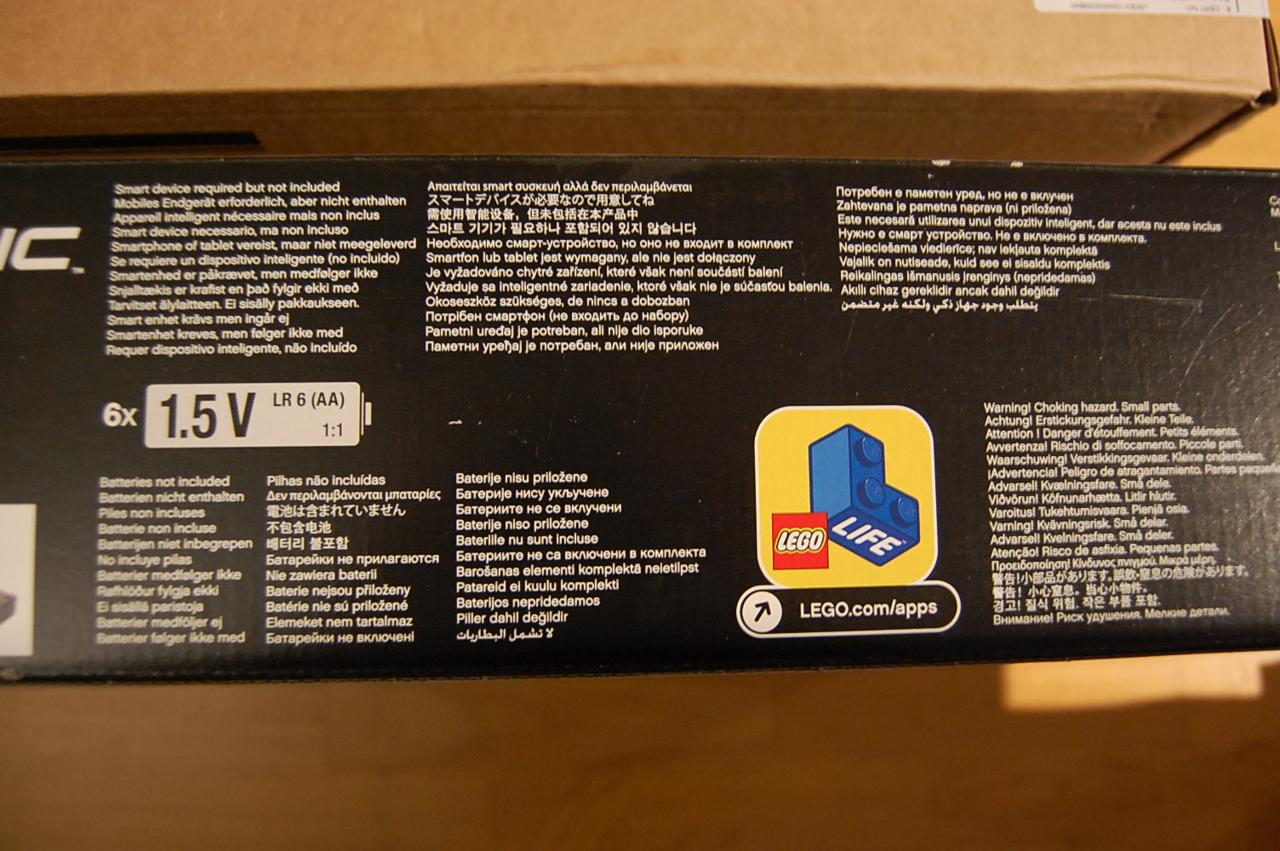 IC™
Smart device required but not included
Mobiles Endgerät erforderlich, aber nicht enthalten
Appareil intelligent nécessaire mais non inclus
Smart device necessario, ma non incluso
Smartphone of tablet vereist, maar niet meegeleverd
Se requiere un dispositivo inteligente (no incluido)
Smartenhed er påkrævet, men medfølger ikke
Snjalltækis er krafist en það fylgir ekki með
Tarvitset älylaitteen. Ei sisälly pakkaukseen.
Smart enhet krävs men ingår ej
Smartenhet kreves, men følger ikke med
Requer dispositivo inteligente, não incluído
Απαιτείται smart συσκευή αλλά δεν περιλαμβάνεται
スマートデバイスが必要なので用意してね
需使用智能设备，但未包括在本产品中
스마트 기기가 필요하나 포함되어 있지 않습니다
Необходимо смарт-устройство, но оно не входит в комплект
Smartfon lub tablet jest wymagany, ale nie jest dołączony
Je vyžadováno chytré zařízení, které však není součástí balení
Vyžaduje sa inteligentné zariadenie, ktoré však nie je súčasťou balenia.
Okoseszköz szükséges, de nincs a dobozban
Потрібен смартфон (не входить до набору)
Pametni uređaj je potreban, ali nije dio isporuke
Паметни уређај је потребан, али није приложен
Потребен е паметен уред, но не е включен
Zahtevana je pametna naprava (ni priložena)
Este necesară utilizarea unui dispozitiv inteligent, dar acesta nu este inclus
Нужно е смарт устройство. Не е включено в комплекта.
Nepieciešama viedierīce; nav iekļauta komplektā
Vajalik on nutiseade, kuid see ei sisaldu komplektis
Reikalingas išmanusis įrenginys (nepridedamas)
Akıllı cihaz gereklidir ancak dahil değildir
يتطلب وجود جهاز ذكي ولكنه غير متضمن
6x 1.5 V LR 6 (AA)
1:1
Batteries not included
Batterien nicht enthalten
Piles non incluses
Batterie non incluse
Batterijen niet inbegrepen
No incluye pilas
Batterier medfølger ikke
Rafhlöður fylgja ekki
Ei sisällä paristoja
Batterier medföljer ej
Batterier følger ikke med
Pilhas não incluídas
Δεν περιλαμβάνονται μπαταρίες
電池は含まれていません
不包含电池
배터리 불포함
Батарейки не прилагаются
Nie zawiera baterii
Baterie nejsou přiloženy
Batérie nie sú priložené
Elemeket nem tartalmaz
Батарейки не включені
Baterije nisu priložene
Батерије нису укључене
Батериите не се вклучени
Baterije niso priložene
Bateriile nu sunt incluse
Батериите не са включени в комплекта
Barošanas elementi komplektā neietilpst
Patareid ei kuulu komplekti
Baterijos nepridedamos
Piller dahil değildir
لا تشمل البطاريات
LEGO LIFE
LEGO.com/apps
Warning! Choking hazard. Small parts.
Achtung! Erstickungsgefahr. Kleine Teile.
Attention ! Danger d'étouffement. Petits éléments.
Avvertenza! Rischio di soffocamento. Piccole parti.
Waarschuwing! Verstikkingsgevaar. Kleine onderdelen.
¡Advertencia! Peligro de atragantamiento. Partes
Advarsel! Kvælningsfare. Små dele.
Viðvörun! Köfnunarhætta. Litlir hlutir.
Varoitus! Tukehtumisvaara. Pieniä osia.
Varning! Kvävningsrisk. Små delar.
Advarsel! Kvelningsfare. Små deler.
Atenção! Risco de asfixia. Pequenas partes.
Προειδοποίηση! Κίνδυνος πνιγμού. Μικρά μέρη.
警告!小部品があります。誤飲・窒息の危険があります。
警告！小心窒息。当心小物件。
경고! 질식 위험. 작은 부품 포함.
Внимание! Риск удушения. Мелкие детали.